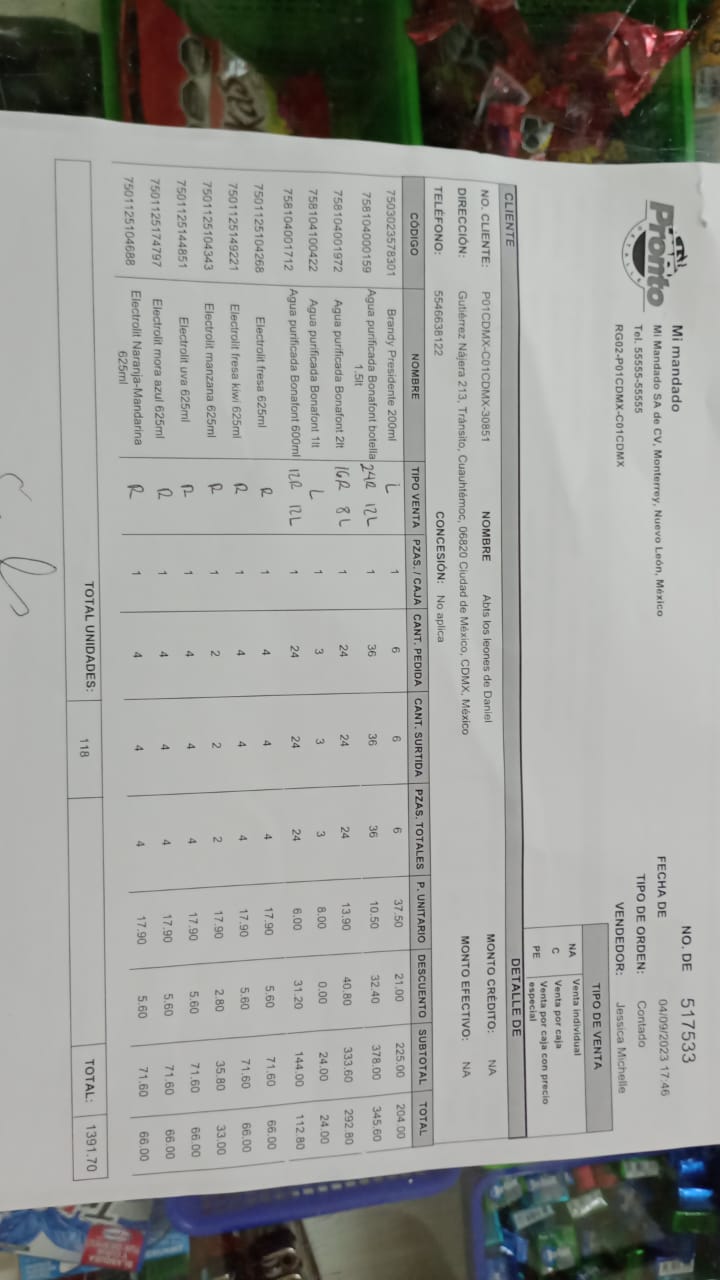 Pronto
Mi mandado
Mi Mandado SA de CV, Monterrey, Nuevo León, México
Tel. 55555-55555
RG02-P01CDMX-C01CDMX
NO. DE 517533
FECHA DE 04/09/2023 17:46
TIPO DE ORDEN: Contado
VENDEDOR: Jessica Michelle
TIPO DE VENTA
NA Venta individual
C Venta por caja
PE Venta por caja con precio especial
CLIENTE DETALLE DE
NO. CLIENTE: P01CDMX-C01CDMX-30851 NOMBRE Abts los leones de Daniel MONTO CRÉDITO: NA
DIRECCIÓN: Gutiérrez Nájera 213, Tránsito, Cuauhtémoc, 06820 Ciudad de México, CDMX, México MONTO EFECTIVO: NA
TELÉFONO: 5546638122 CONCESIÓN: No aplica
CÓDIGO NOMBRE TIPO VENTA PZAS. / CAJA CANT. PEDIDA CANT. SURTIDA PZAS. TOTALES P. UNITARIO DESCUENTO SUBTOTAL TOTAL
7503023578301 Brandy Presidente 200ml L 1 6 6 6 37.50 21.00 225.00 204.00
758104000159 Agua purificada Bonafont botella 1.5lt 24R 12L 1 36 36 36 10.50 32.40 378.00 345.60
758104001972 Agua purificada Bonafont 2lt 16R 8L 1 24 24 24 13.90 40.80 333.60 292.80
758104100422 Agua purificada Bonafont 1lt L 1 3 3 3 8.00 0.00 24.00 24.00
758104001712 Agua purificada Bonafont 600ml 12R 12L 1 24 24 24 6.00 31.20 144.00 112.80
7501125104268 Electrolit fresa 625ml R 1 4 4 4 17.90 5.60 71.60 66.00
7501125149221 Electrolit fresa kiwi 625ml R 1 4 4 4 17.90 5.60 71.60 66.00
7501125104343 Electrolit manzana 625ml R 1 2 2 2 17.90 2.80 35.80 33.00
7501125144851 Electrolit uva 625ml R 1 4 4 4 17.90 5.60 71.60 66.00
7501125174797 Electrolit mora azul 625ml R 1 4 4 4 17.90 5.60 71.60 66.00
7501125104688 Electrolit Naranja-Mandarina 625ml R 1 4 4 4 17.90 5.60 71.60 66.00
TOTAL UNIDADES: 118 TOTAL: 1391.70